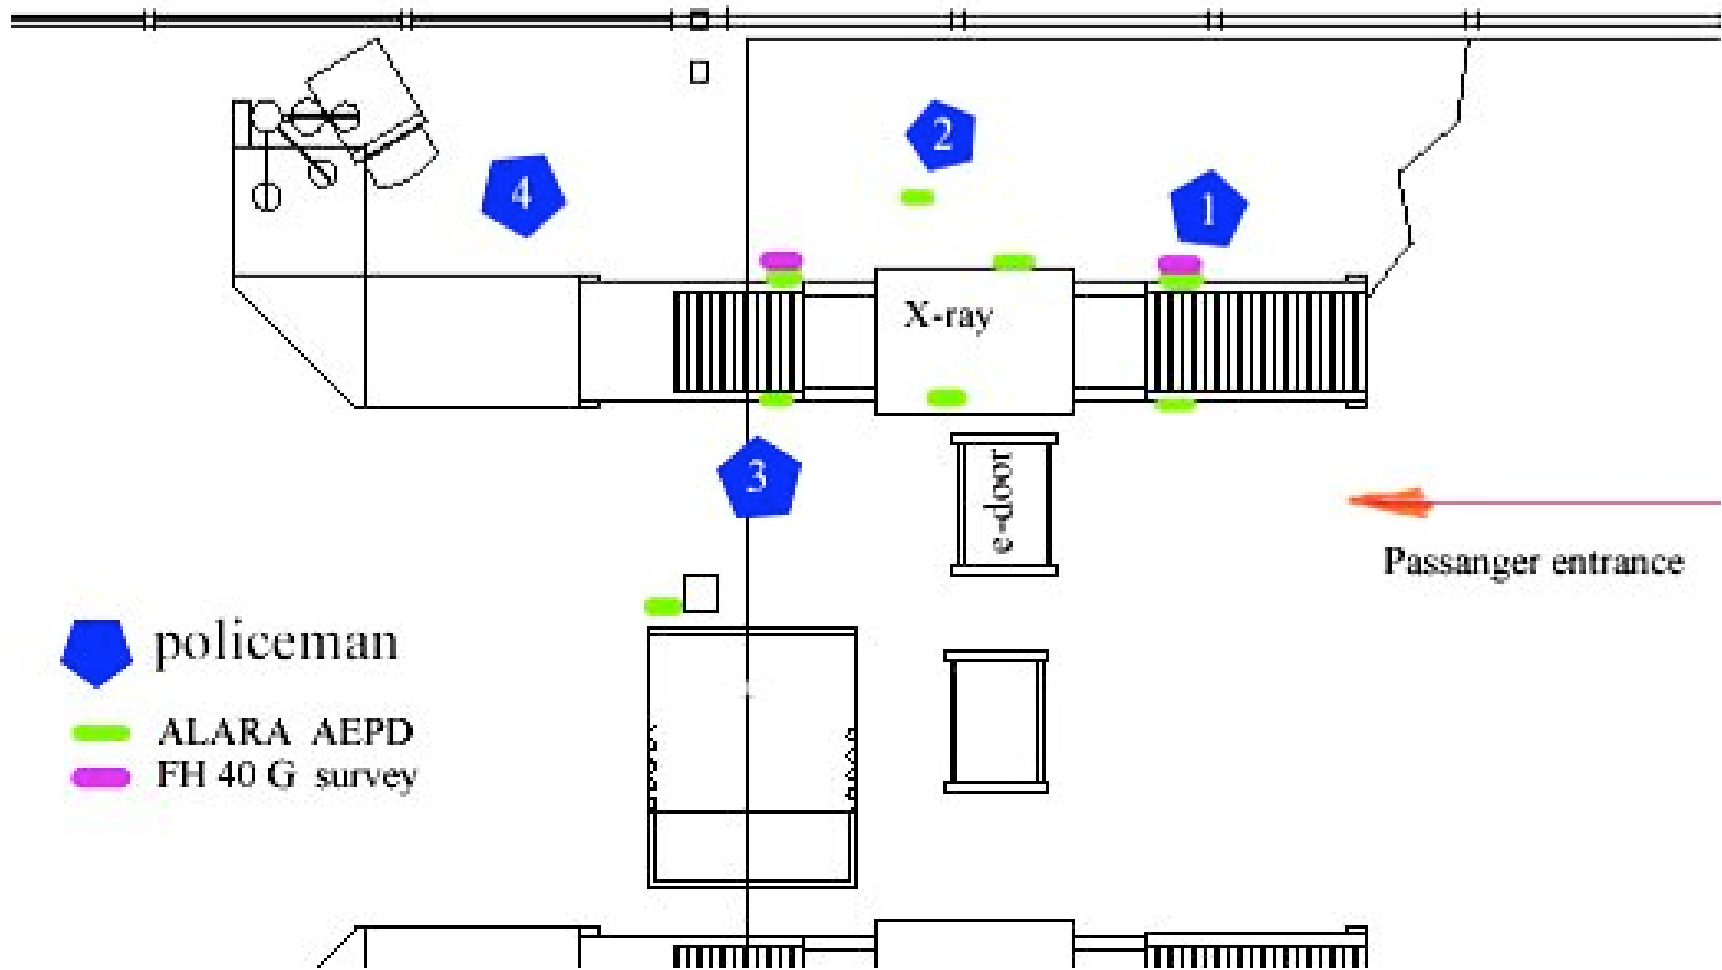 2
4
1
X-ray
3
e-door
Passanger entrance
policeman
ALARA AEPD
FH 40 G survey